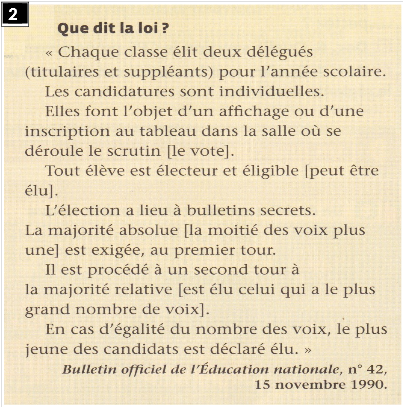 2
Que dit la loi ?
« Chaque classe élit deux délégués
(titulaires et suppléants) pour l'année scolaire.
Les candidatures sont individuelles.
Elles font l'objet d'un affichage ou d'une
inscription au tableau dans la salle où se
déroule le scrutin [le vote].
Tout élève est électeur et éligible [peut être
élu].
L'élection a lieu à bulletins secrets.
La majorité absolue [la moitié des voix plus
une] est exigée, au premier tour.
Il est procédé à un second tour à
la majorité relative [est élu celui qui a le plus
grand nombre de voix].
En cas d'égalité du nombre des voix, le plus
jeune des candidats est déclaré élu. »
Bulletin officiel de l'Éducation nationale, n° 42,
15 novembre 1990.